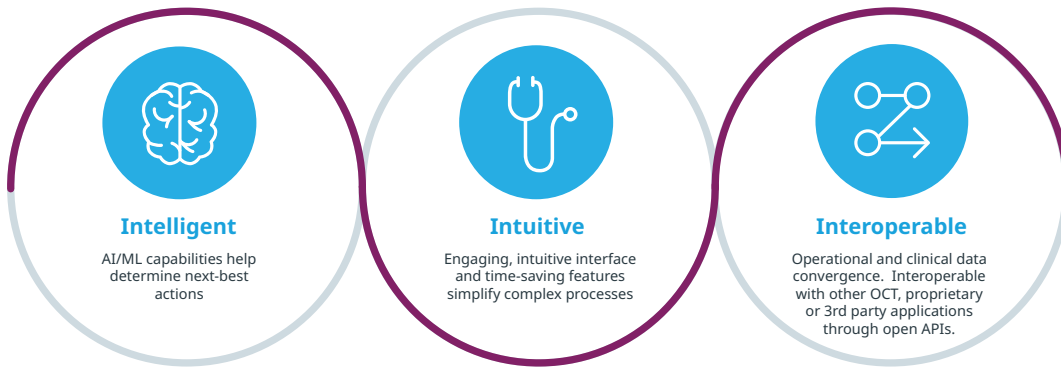 Intelligent
AI/ML capabilities help
determine next-best
actions
Intuitive
Engaging, intuitive interface
and time-saving features
simplify complex processes
Interoperable
Operational and clinical data
convergence.  Interoperable
with other OCT, proprietary
or 3rd party applications
through open APIs.